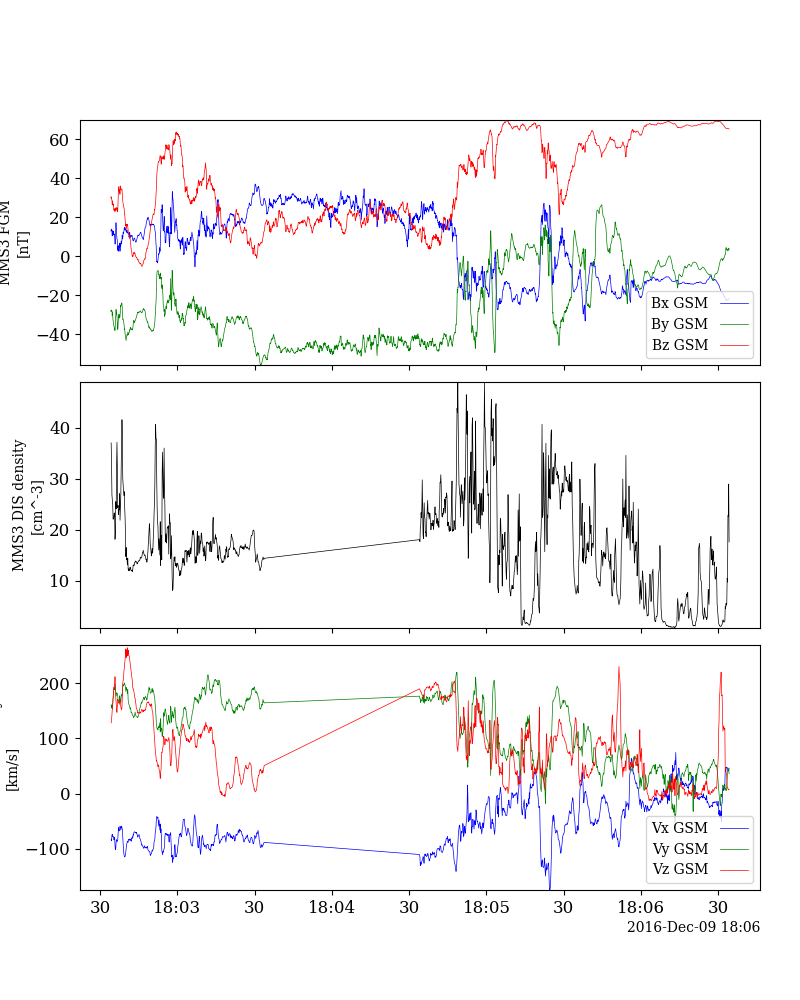 MMS3 FGM
[nT]
60
40
20
0
−20
−40
Bx GSM
By GSM
Bz GSM
MMS3 DIS density
[cm^-3]
40
30
20
10
[km/s]
200
100
0
−100
Vx GSM
Vy GSM
Vz GSM
30 18:03 30 18:04 30 18:05 30 18:06 30
2016-Dec-09 18:06